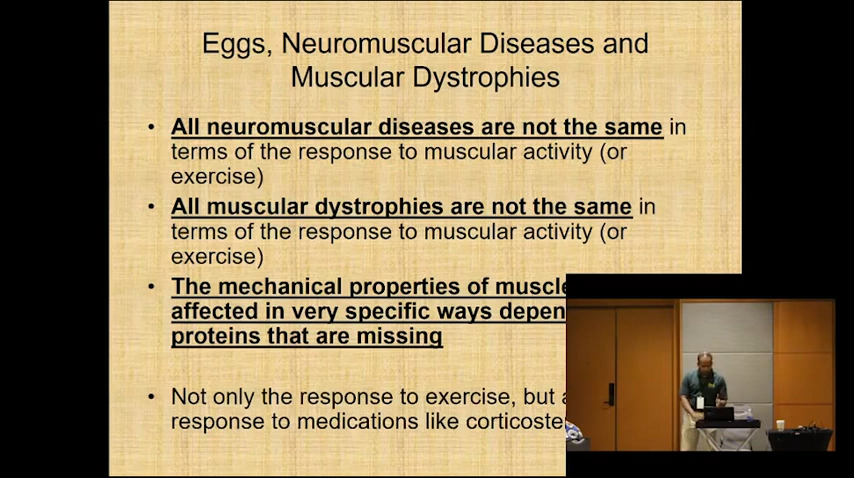 Eggs, Neuromuscular Diseases and
Muscular Dystrophies
• All neuromuscular diseases are not the same in
terms of the response to muscular activity (or
exercise)
• All muscular dystrophies are not the same in
terms of the response to muscular activity (or
exercise)
• The mechanical properties of muscle
affected in very specific ways depen
proteins that are missing
• Not only the response to exercise, but a
response to medications like corticoste